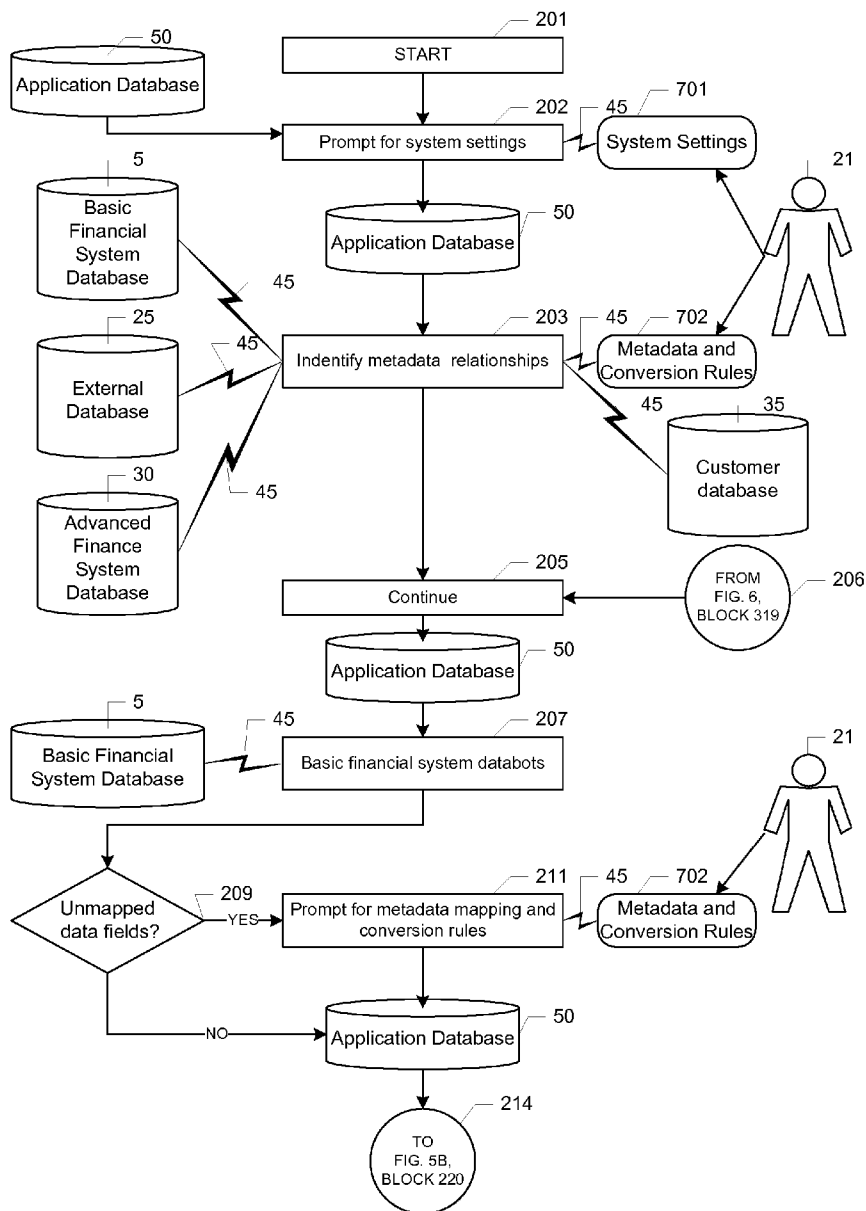 50
201
Application Database
START
202
45
701
Prompt for system settings
System Settings
5
21
Basic
Financial
System
Database
50
Application Database
45
203
45
702
25
45
Indentify metadata relationships
Metadata and
Conversion Rules
External
Database
45
35
30
45
Customer
database
Advanced
Finance
System
Database
205
FROM
FIG. 6,
BLOCK 319
206
Continue
50
Application Database
5
45
207
21
Basic Financial
System Database
Basic financial system databots
209
211
45
702
Unmapped
data fields?
YES
Prompt for metadata mapping and
conversion rules
Metadata and
Conversion Rules
50
NO
Application Database
214
TO
FIG. 5B,
BLOCK 220